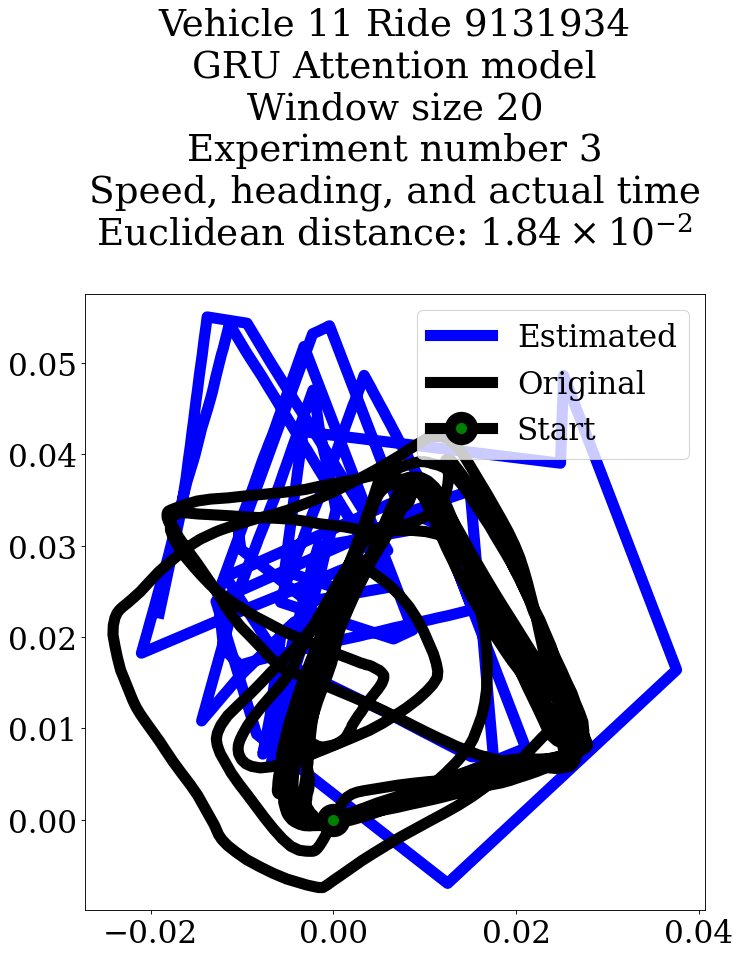 Vehicle 11 Ride 9131934
GRU Attention model
Window size 20
Experiment number 3
Speed, heading, and actual time
Euclidean distance: 1.84 × 10⁻²
Estimated
Original
Start
0.05
0.04
0.03
0.02
0.01
0.00
−0.02
0.00
0.02
0.04